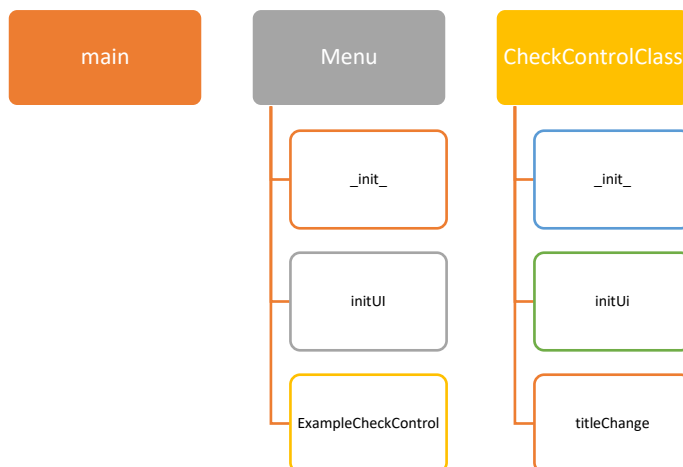 main
Menu
CheckControlClass
_init_
_init_
initUI
initUi
ExampleCheckControl
titleChange